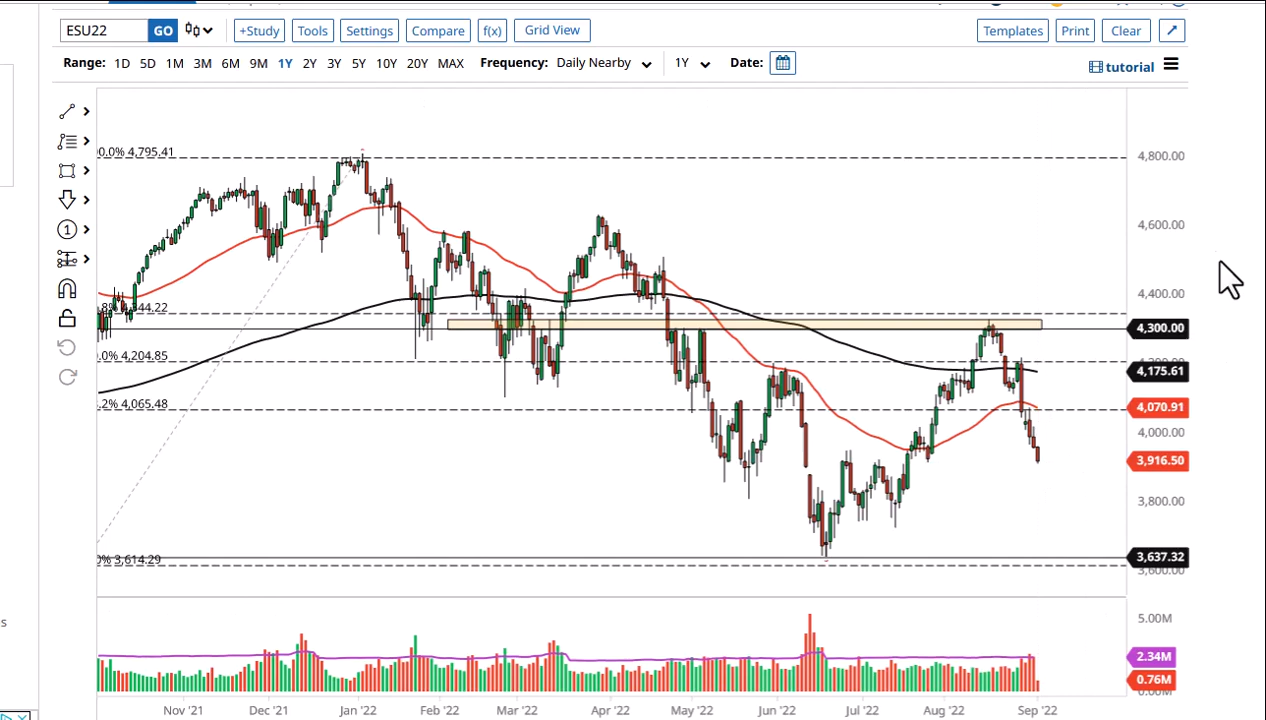 ESU22 GO +Study Tools Settings Compare f(x) Grid View Templates Print Clear
Range: 1D 5D 1M 3M 6M 9M 1Y 2Y 3Y 5Y 10Y 20Y MAX Frequency: Daily Nearby 1Y Date: tutorial
0.0% 4,795.41
4,800.00
4,600.00
4,400.00
.8% 4,344.22
4,300.00
0.0% 4,204.85
4,175.61
.2% 4,065.48
4,070.91
4,000.00
3,916.50
3,800.00
0% 3,614.29
3,637.32
3,600.00
5.00M
2.34M
0.76M
0.00M
Nov '21 Dec '21 Jan '22 Feb '22 Mar '22 Apr '22 May '22 Jun '22 Jul '22 Aug '22 Sep '22
1
s